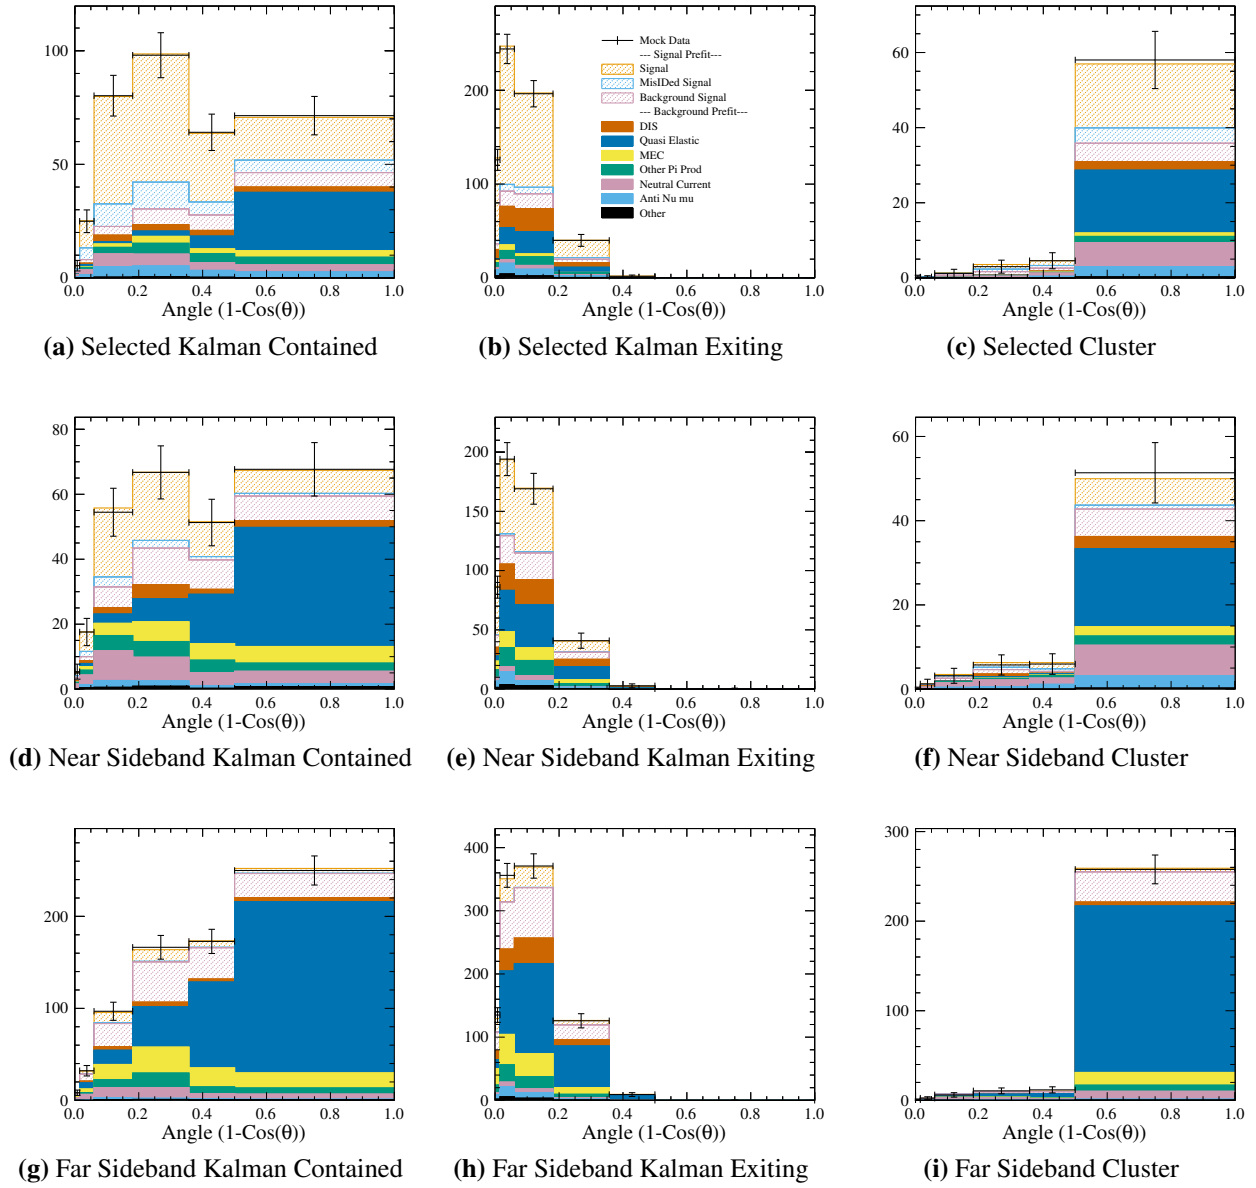 100
50
0
0.0 0.2 0.4 0.6 0.8 1.0
Angle (1-Cos(θ))
(a) Selected Kalman Contained
200
100
0
0.0 0.2 0.4 0.6 0.8 1.0
Angle (1-Cos(θ))
Mock Data
--- Signal Prefit---
Signal
MisIDed Signal
Background Signal
--- Background Prefit---
DIS
Quasi Elastic
MEC
Other Pi Prod
Neutral Current
Anti Nu mu
Other
(b) Selected Kalman Exiting
60
40
20
0
0.0 0.2 0.4 0.6 0.8 1.0
Angle (1-Cos(θ))
(c) Selected Cluster
80
60
40
20
0
0.0 0.2 0.4 0.6 0.8 1.0
Angle (1-Cos(θ))
(d) Near Sideband Kalman Contained
200
150
100
50
0
0.0 0.2 0.4 0.6 0.8 1.0
Angle (1-Cos(θ))
(e) Near Sideband Kalman Exiting
60
40
20
0
0.0 0.2 0.4 0.6 0.8 1.0
Angle (1-Cos(θ))
(f) Near Sideband Cluster
200
100
0
0.0 0.2 0.4 0.6 0.8 1.0
Angle (1-Cos(θ))
(g) Far Sideband Kalman Contained
400
300
200
100
0
0.0 0.2 0.4 0.6 0.8 1.0
Angle (1-Cos(θ))
(h) Far Sideband Kalman Exiting
300
200
100
0
0.0 0.2 0.4 0.6 0.8 1.0
Angle (1-Cos(θ))
(i) Far Sideband Cluster